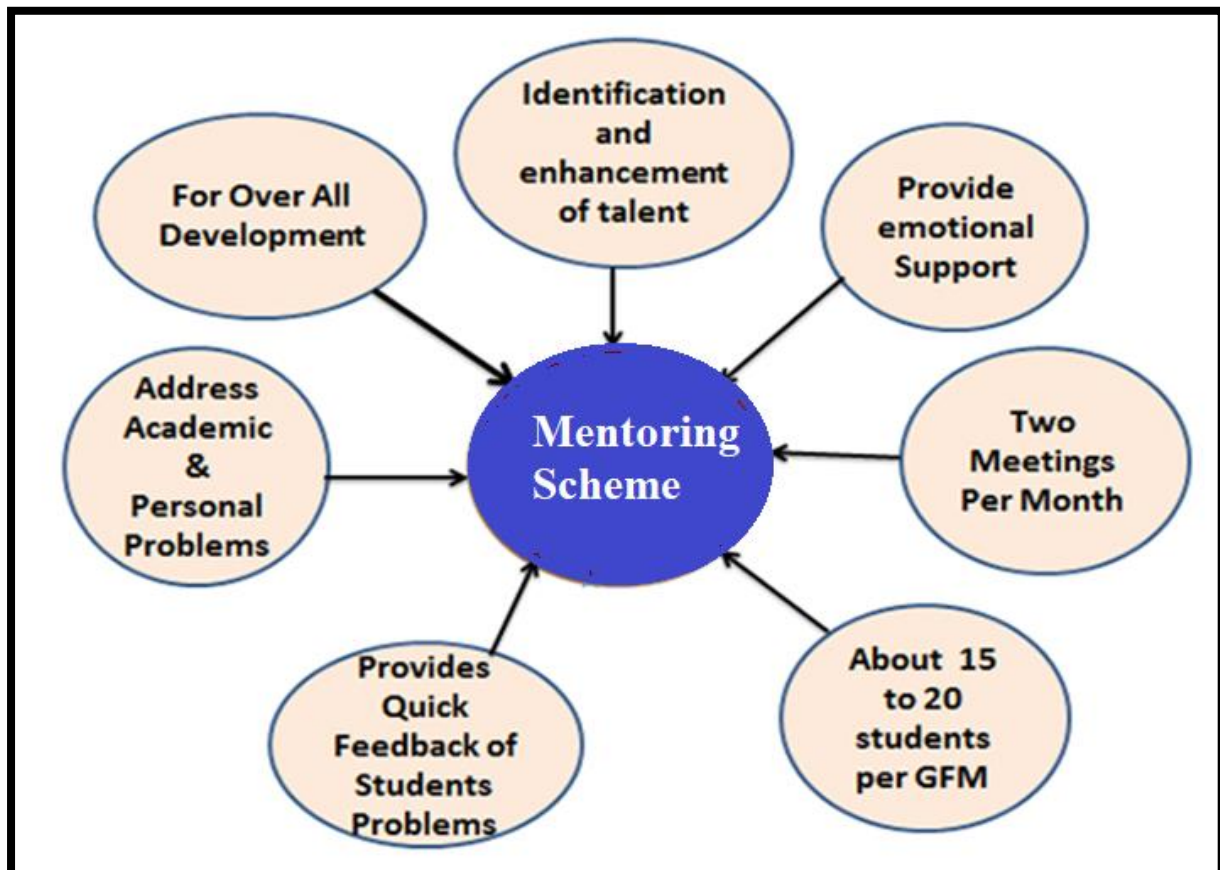 Identification
and
enhancement
of talent
For Over All
Development
Provide
emotional
Support
Address
Academic
&
Personal
Problems
Mentoring
Scheme
Two
Meetings
Per Month
Provides
Quick
Feedback of
Students
Problems
About 15
to 20
students
per GFM